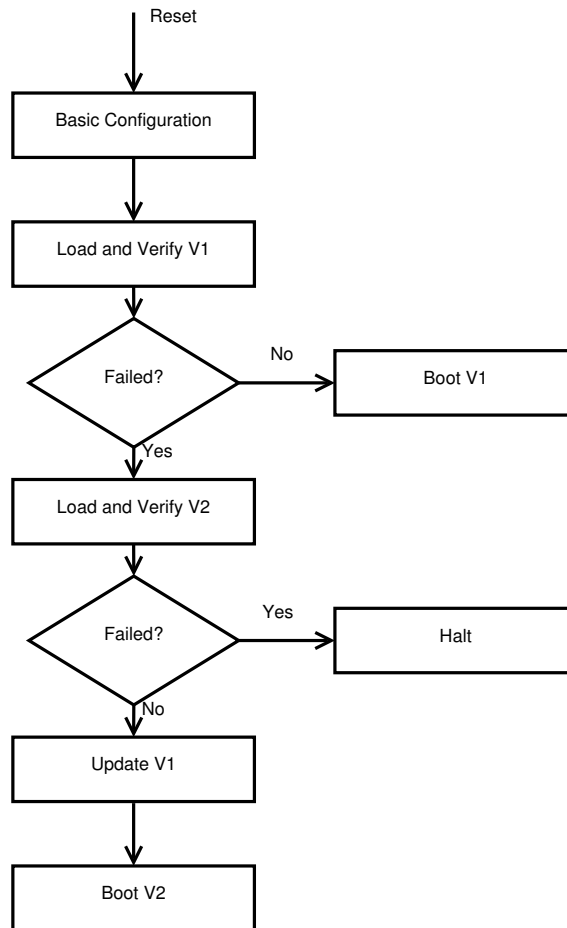 Reset
Basic Configuration
Load and Verify V1
Failed?
No
Boot V1
Yes
Load and Verify V2
Failed?
Yes
Halt
No
Update V1
Boot V2